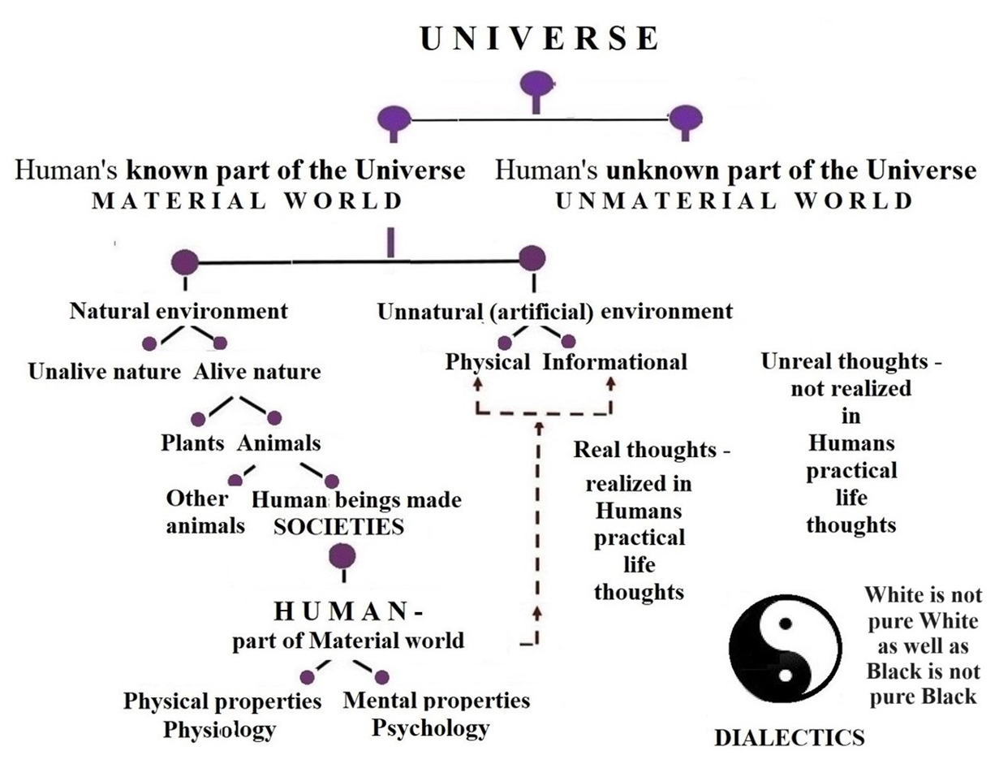 UNIVERSE
Human's known part of the Universe
MATERIAL WORLD
Human's unknown part of the Universe
UNMATERIAL WORLD
Natural environment
Unnatural (artificial) environment
Unalive nature Alive nature
Physical Informational
Plants Animals
Other
animals
Human beings made
SOCIETIES
HUMAN-
part of Material world
Physical properties
Physiology
Mental properties
Psychology
Real thoughts -
realized in
Humans
practical
life
thoughts
Unreal thoughts -
not realized
in
Humans
practical
life
thoughts
White is not
pure White
as well as
Black is not
pure Black
DIALECTICS